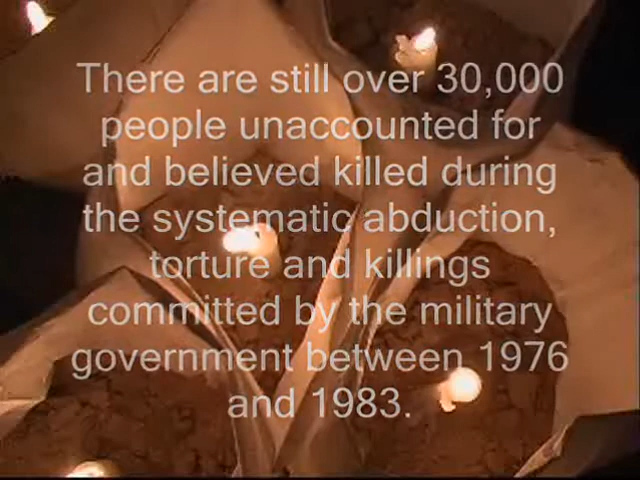 There are still over 30,000
people unaccounted for
and believed killed during
the systematic abduction,
torture and killings
committed by the military
government between 1976
and 1983.